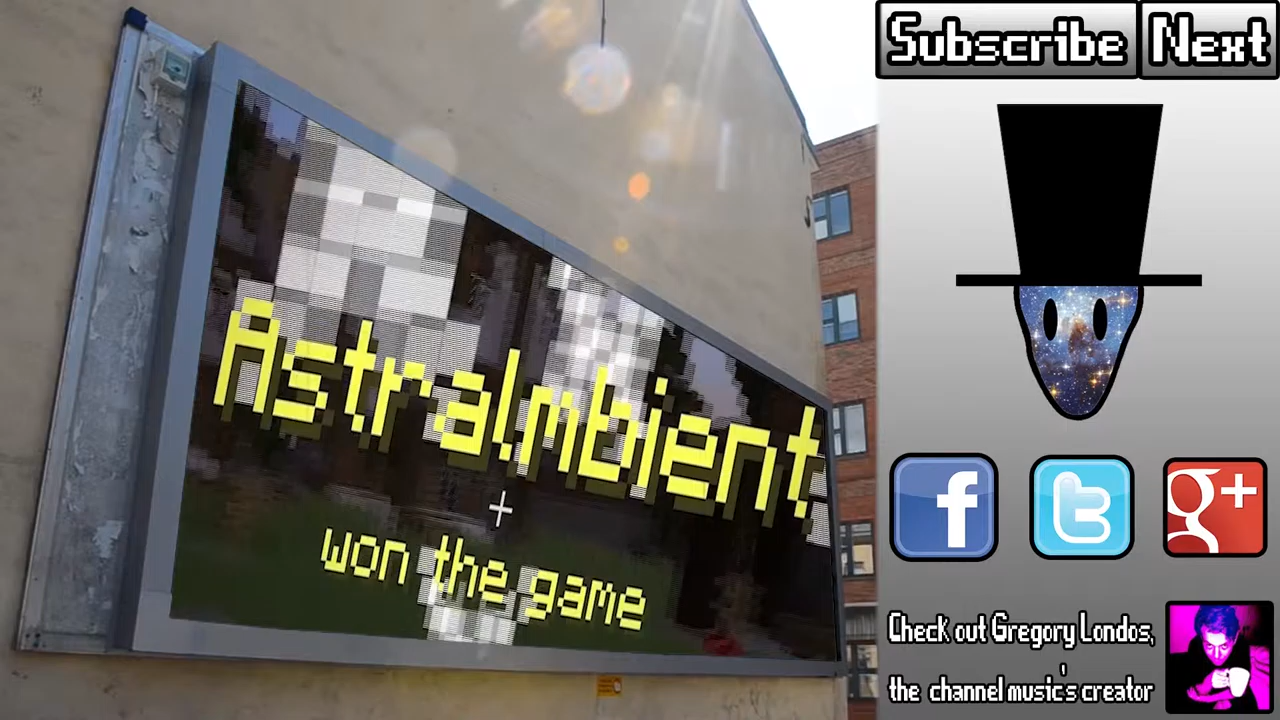 Subscribe Next
AstralmBient
won the game
f
t
g+
Check out Gregory Londos,
the channel music's creator